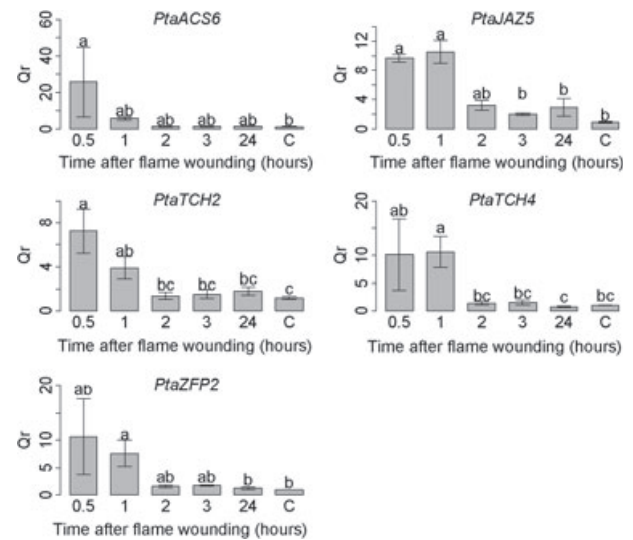 PtaACS6
Qr
60
40
20
0
a
ab
ab
ab
ab
b
0.5 1 2 3 24 C
Time after flame wounding (hours)
PtaJAZ5
Qr
12
8
4
0
a
a
ab
b
b
b
0.5 1 2 3 24 C
Time after flame wounding (hours)
PtaTCH2
Qr
8
4
0
a
ab
bc
bc
bc
c
0.5 1 2 3 24 C
Time after flame wounding (hours)
PtaTCH4
Qr
20
10
5
0
ab
a
bc
bc
c
bc
0.5 1 2 3 24 C
Time after flame wounding (hours)
PtaZFP2
Qr
20
10
5
0
ab
a
ab
ab
b
b
0.5 1 2 3 24 C
Time after flame wounding (hours)